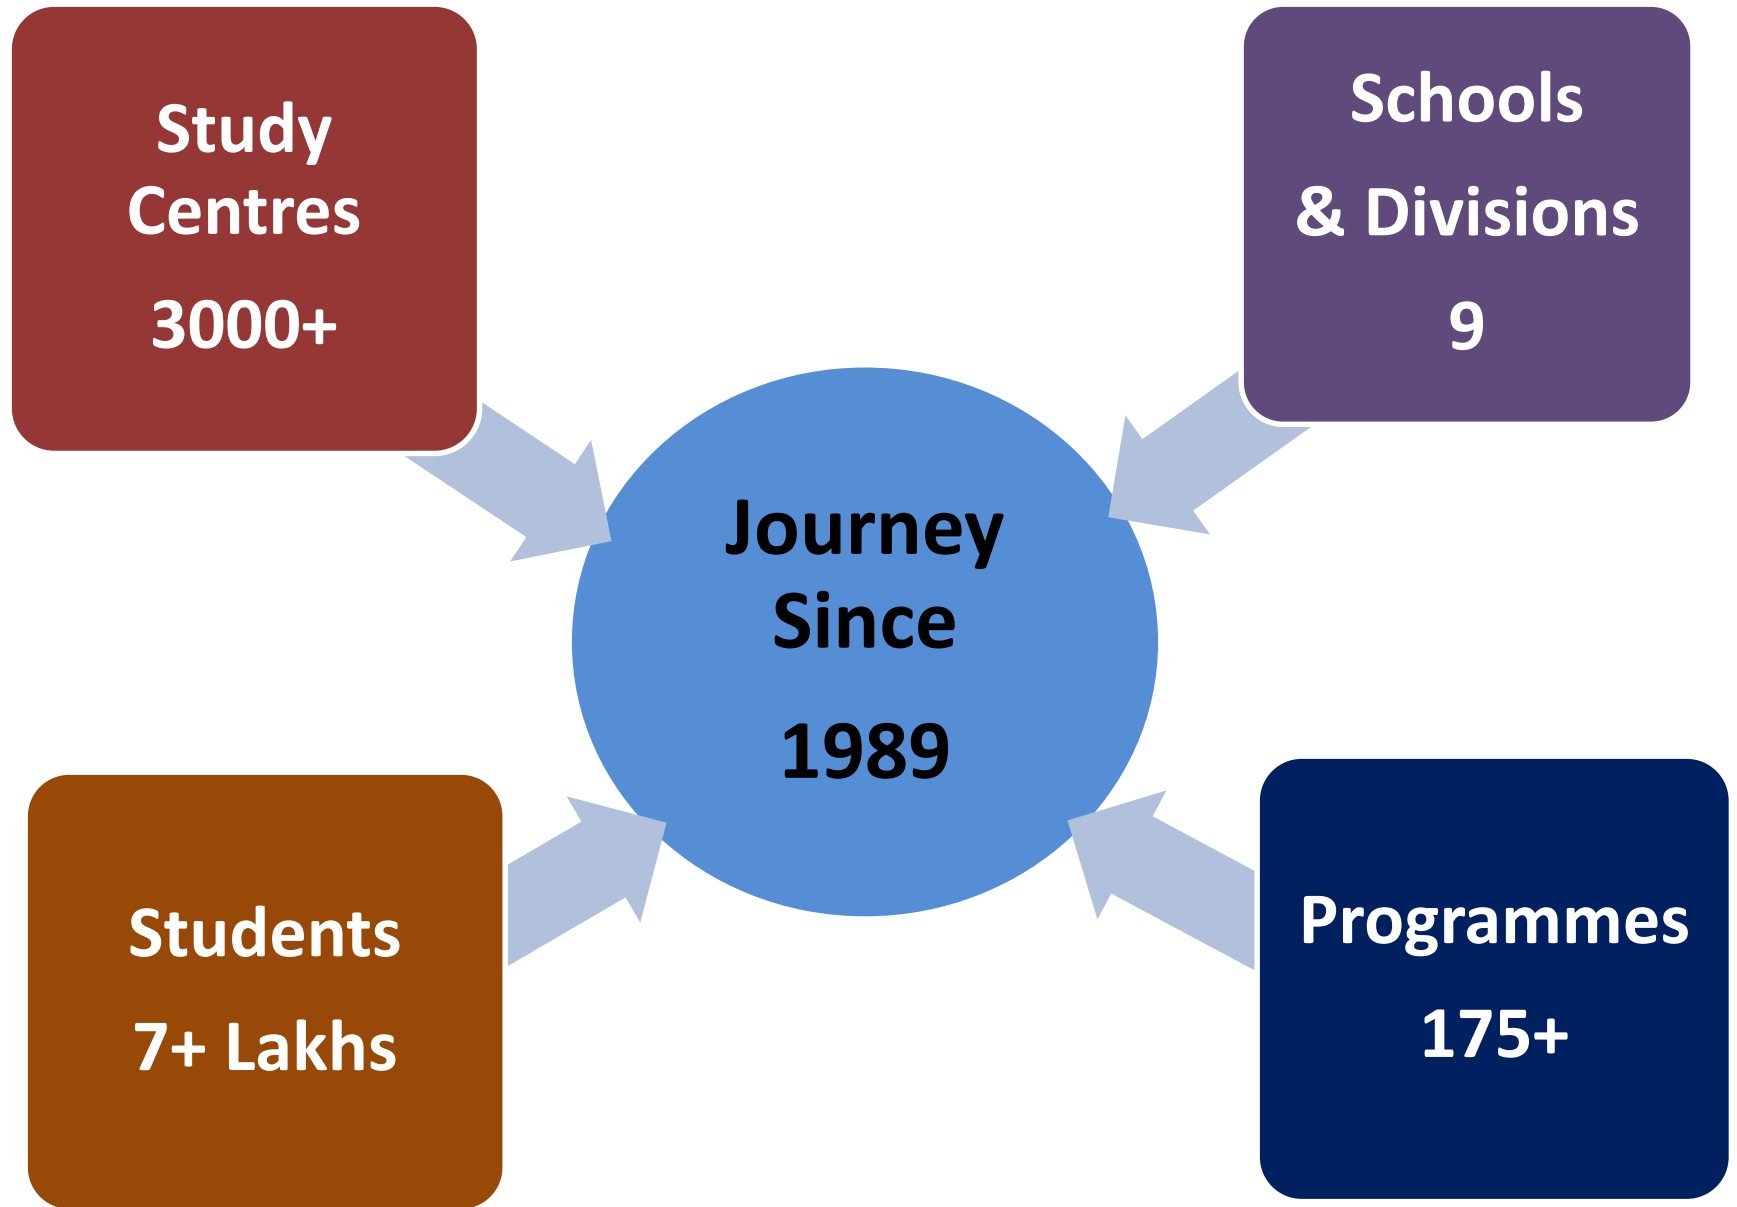 Study
Centres
3000+
Schools
& Divisions
9
Journey
Since
1989
Students
7+ Lakhs
Programmes
175+